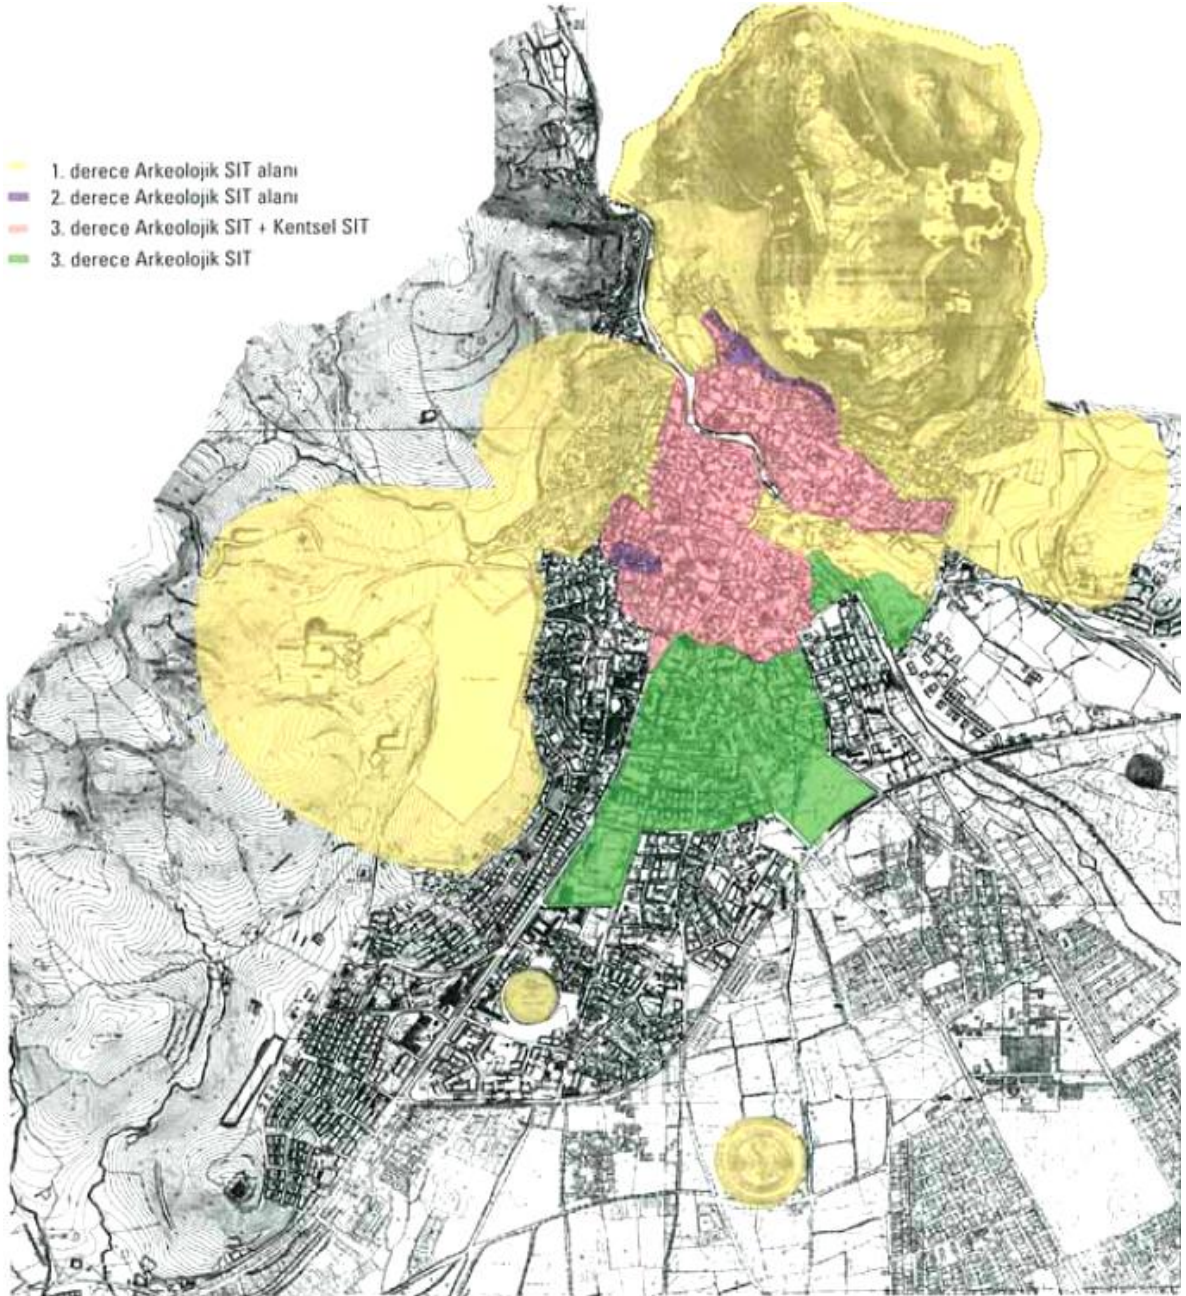 1. derece Arkeolojik SIT alanı
2. derece Arkeolojik SIT alanı
3. derece Arkeolojik SIT + Kentsel SIT
3. derece Arkeolojik SIT